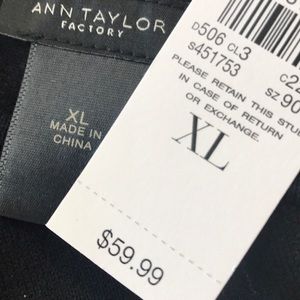 ANN TAYLOR
FACTORY
XL
MADE IN
CHINA
D506 CL3
S451753
PLEASE RETAIN THIS
IN CASE OF RETURN
OR EXCHANGE.
XL
$59.99